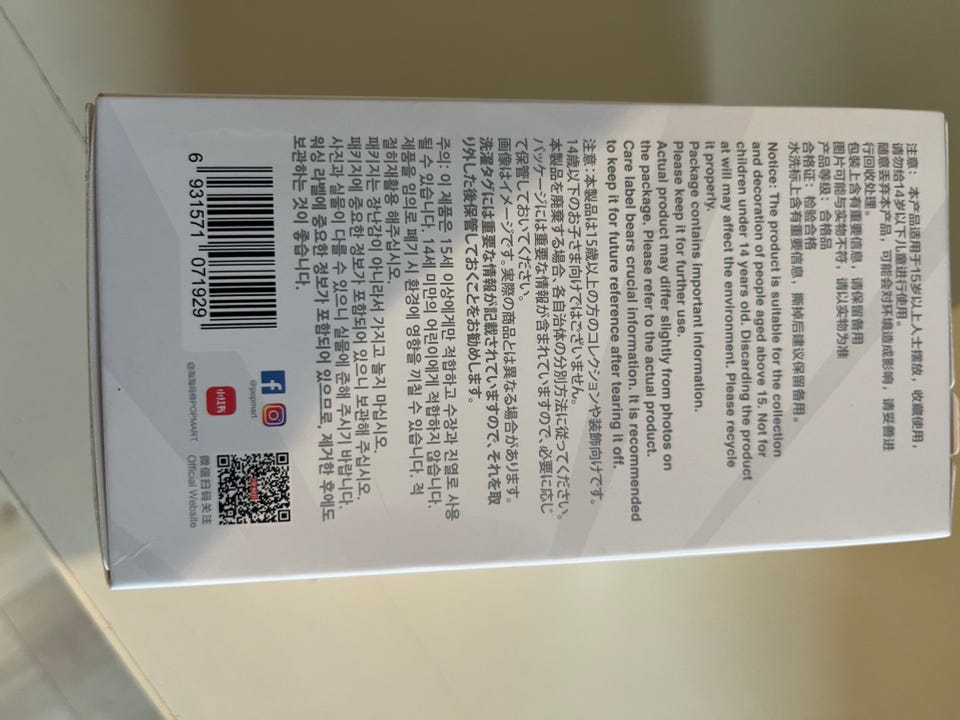 注意：本产品适用于15岁以上人士摆放，收藏使用，
请勿给14岁以下儿童进行使用。
随意丢弃本产品，可能会对环境造成影响，请妥善进
行回收处理。
包装上含有重要信息，请保留备用
图片可能与实物不符，请以实物为准
产品等级：合格品
合格证：检验合格
水洗标上含有重要信息，撕掉后建议保留备用。
Notice: The product is suitable for the collection
and decoration of people aged above 15. Not for
children under 14 years old. Discarding the product
at will may affect the environment. Please recycle
it properly.
Package contains important information.
Please keep it for further use.
Actual product may differ slightly from photos on
the package. Please refer to the actual product.
Care label bears crucial information. It is recommended
to keep it for future reference after tearing it off.
注意：本製品は15歳以上の方のコレションや装飾向けです。
14歳以下のお子さま向けではございません。
本製品を廃棄する場合、各自治体の分別方法に従ってください。
パッケージには重要な情報が含まれていますので、必要に応じ
て保管しておいてください。
画像はイメージです。実際の商品とは異なる場合があります。
洗濯タグには重要な情報が記載されていますので、それを取
り外した後保管しておくことをお勧めします。
주의: 이 제품은 15세 이상에게만 적합하고 소장과 진열로 사용
될 수 있습니다. 14세 미만의 어린이에게 적합하지 않습니다.
제품을 임의로 폐기 시 환경에 영향을 끼칠 수 있습니다. 적
절히재활용 해주십시오.
패키지는 장난감이 아니라서 가지고 놀지 마십시오.
패키지에 중요한 정보가 포함되어 있으니 보관해 주십시오.
사진과 실물이 다를 수 있으니 실물에 준해 주시기 바랍니다.
워싱 라벨에 중요한 정보가 포함되어 있으므로, 제거한 후에도
보관하는 것이 좋습니다.
6 931571 071929
@popmart
小红书
@泡泡玛特POPMART
微信扫码关注
Official Website